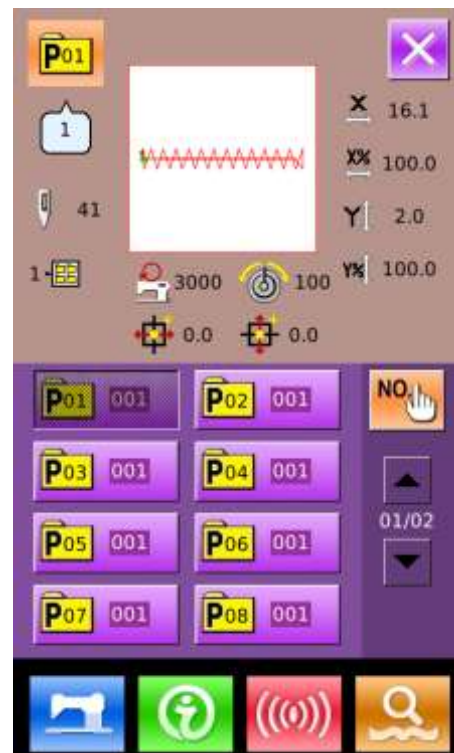 P01
1
X 16.1
X% 100.0
41
Y 2.0
1-
3000
100
Y% 100.0
0.0
0.0
P01 001
P02 001
NO.
P03 001
P04 001
01/02
P05 001
P06 001
P07 001
P08 001